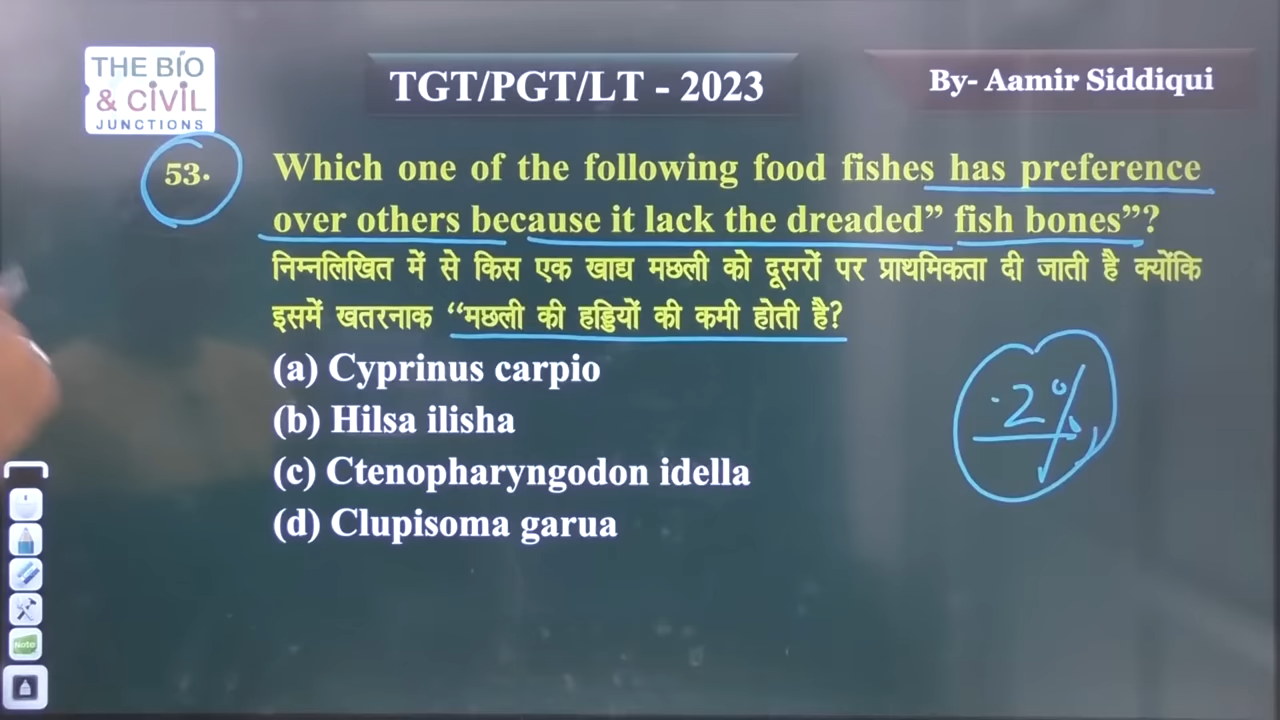 THE BIO
& CIVIL
JUNCTIONS
TGT/PGT/LT - 2023
By- Aamir Siddiqui
53. Which one of the following food fishes has preference
over others because it lack the dreaded” fish bones”?
निम्नलिखित में से किस एक खाद्य मछली को दूसरों पर प्राथमिकता दी जाती है क्योंकि
इसमें खतरनाक “मछली की हड्डियों की कमी होती है?
(a) Cyprinus carpio
(b) Hilsa ilisha
(c) Ctenopharyngodon idella
(d) Clupisoma garua
.2%
Note